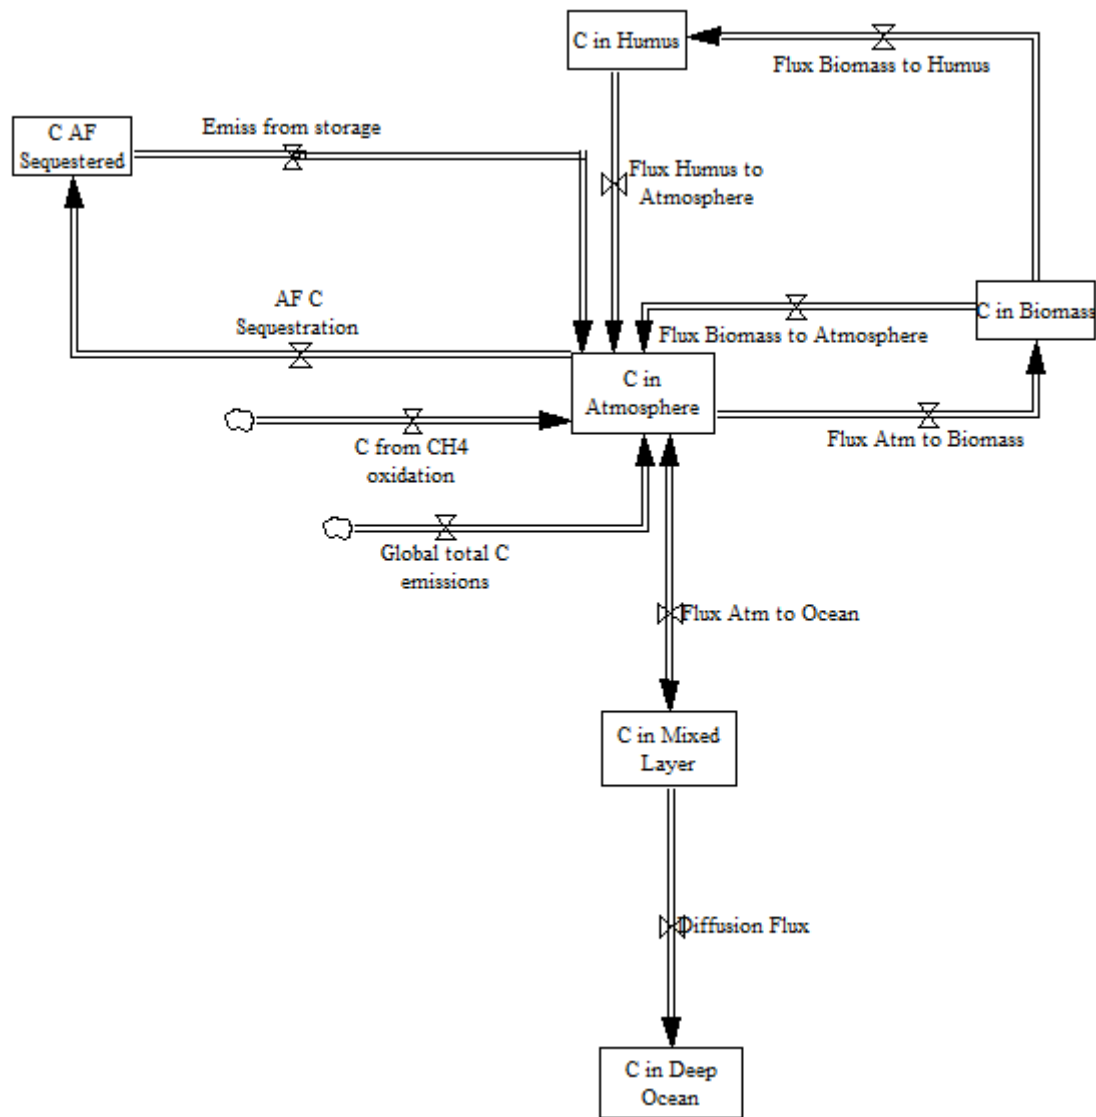 C in Humus
Flux Biomass to Humus
C AF
Sequestered
Emiss from storage
Flux Humus to
Atmosphere
AF C
Sequestration
C in Biomass
Flux Biomass to Atmosphere
C in
Atmosphere
Flux Atm to Biomass
C from CH4
oxidation
Global total C
emissions
Flux Atm to Ocean
C in Mixed
Layer
Diffusion Flux
C in Deep
Ocean